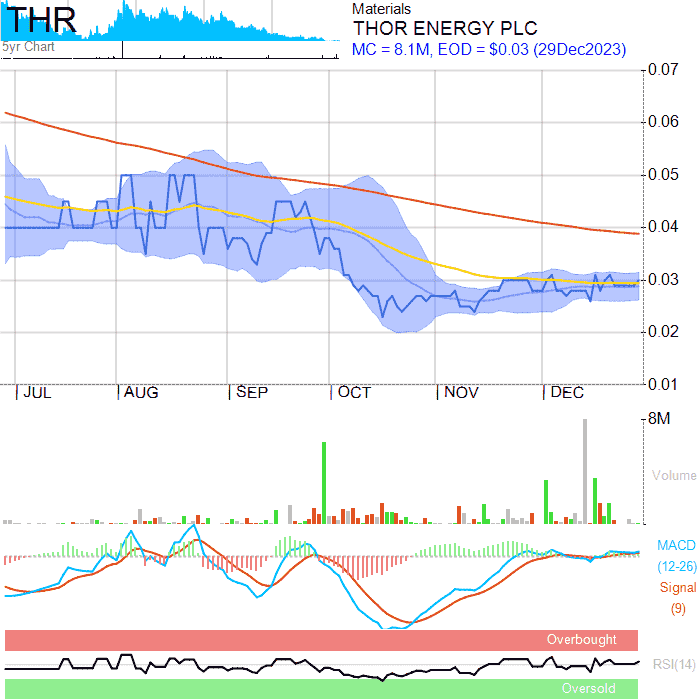 THR
5yr Chart
Materials
THOR ENERGY PLC
MC = 8.1M, EOD = $0.03 (29Dec2023)
0.07
0.06
0.05
0.04
0.03
0.02
0.01
JUL AUG SEP OCT NOV DEC
8M
Volume
MACD
(12-26)
Signal
(9)
Overbought
RSI(14)
Oversold